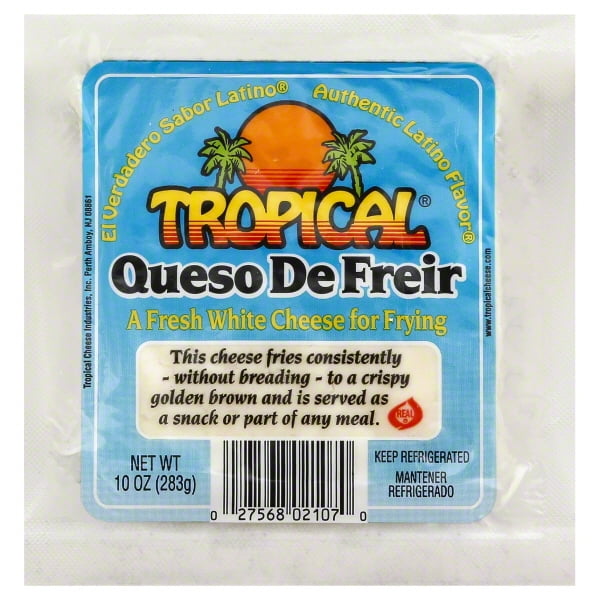 El Verdadero Sabor Latino®
Authentic Latino Flavor®
TROPICAL®
Queso De Freir
A Fresh White Cheese for Frying
This cheese fries consistently
- without breading - to a crispy
golden brown and is served as
a snack or part of any meal.
REAL
NET WT
10 OZ (283g)
KEEP REFRIGERATED
MANTENER
REFRIGERADO
0 27568 02107 0
Tropical Cheese Industries, Inc. Perth Amboy, NJ 08861
www.tropicalcheese.com